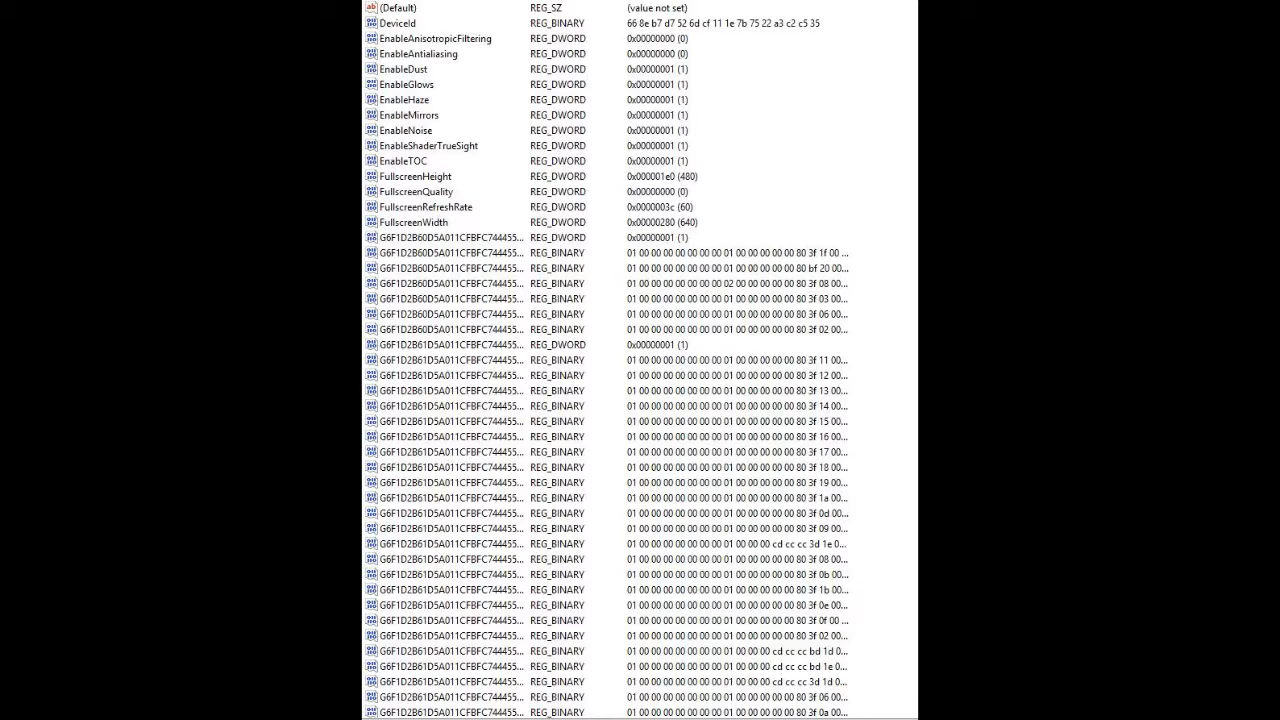 (Default) REG_SZ (value not set)
DeviceId REG_BINARY 66 8e b7 d7 52 6d cf 11 1e 7b 75 22 a3 c2 c5 35
EnableAnisotropicFiltering REG_DWORD 0x00000000 (0)
EnableAntialiasing REG_DWORD 0x00000000 (0)
EnableDust REG_DWORD 0x00000001 (1)
EnableGlows REG_DWORD 0x00000001 (1)
EnableHaze REG_DWORD 0x00000001 (1)
EnableMirrors REG_DWORD 0x00000001 (1)
EnableNoise REG_DWORD 0x00000001 (1)
EnableShaderTrueSight REG_DWORD 0x00000001 (1)
EnableTOC REG_DWORD 0x00000001 (1)
FullscreenHeight REG_DWORD 0x000001e0 (480)
FullscreenQuality REG_DWORD 0x00000000 (0)
FullscreenRefreshRate REG_DWORD 0x0000003c (60)
FullscreenWidth REG_DWORD 0x00000280 (640)
G6F1D2B60D5A011CFBFC744455... REG_DWORD 0x00000001 (1)
G6F1D2B60D5A011CFBFC744455... REG_BINARY 01 00 00 00 00 00 00 00 01 00 00 00 00 00 80 3f 1f 00 ...
G6F1D2B60D5A011CFBFC744455... REG_BINARY 01 00 00 00 00 00 00 00 01 00 00 00 00 00 80 bf 20 00...
G6F1D2B60D5A011CFBFC744455... REG_BINARY 01 00 00 00 00 00 00 00 02 00 00 00 00 00 80 3f 08 00...
G6F1D2B60D5A011CFBFC744455... REG_BINARY 01 00 00 00 00 00 00 00 01 00 00 00 00 00 80 3f 03 00...
G6F1D2B60D5A011CFBFC744455... REG_BINARY 01 00 00 00 00 00 00 00 01 00 00 00 00 00 80 3f 06 00...
G6F1D2B60D5A011CFBFC744455... REG_BINARY 01 00 00 00 00 00 00 00 01 00 00 00 00 00 80 3f 02 00...
G6F1D2B61D5A011CFBFC744455... REG_DWORD 0x00000001 (1)
G6F1D2B61D5A011CFBFC744455... REG_BINARY 01 00 00 00 00 00 00 00 01 00 00 00 00 00 80 3f 11 00...
G6F1D2B61D5A011CFBFC744455... REG_BINARY 01 00 00 00 00 00 00 00 01 00 00 00 00 00 80 3f 12 00...
G6F1D2B61D5A011CFBFC744455... REG_BINARY 01 00 00 00 00 00 00 00 01 00 00 00 00 00 80 3f 13 00...
G6F1D2B61D5A011CFBFC744455... REG_BINARY 01 00 00 00 00 00 00 00 01 00 00 00 00 00 80 3f 14 00...
G6F1D2B61D5A011CFBFC744455... REG_BINARY 01 00 00 00 00 00 00 00 01 00 00 00 00 00 80 3f 15 00...
G6F1D2B61D5A011CFBFC744455... REG_BINARY 01 00 00 00 00 00 00 00 01 00 00 00 00 00 80 3f 16 00...
G6F1D2B61D5A011CFBFC744455... REG_BINARY 01 00 00 00 00 00 00 00 01 00 00 00 00 00 80 3f 17 00...
G6F1D2B61D5A011CFBFC744455... REG_BINARY 01 00 00 00 00 00 00 00 01 00 00 00 00 00 80 3f 18 00...
G6F1D2B61D5A011CFBFC744455... REG_BINARY 01 00 00 00 00 00 00 00 01 00 00 00 00 00 80 3f 19 00...
G6F1D2B61D5A011CFBFC744455... REG_BINARY 01 00 00 00 00 00 00 00 01 00 00 00 00 00 80 3f 1a 00...
G6F1D2B61D5A011CFBFC744455... REG_BINARY 01 00 00 00 00 00 00 00 01 00 00 00 00 00 80 3f 0d 00...
G6F1D2B61D5A011CFBFC744455... REG_BINARY 01 00 00 00 00 00 00 00 01 00 00 00 00 00 80 3f 09 00...
G6F1D2B61D5A011CFBFC744455... REG_BINARY 01 00 00 00 00 00 00 00 01 00 00 00 cd cc cc 3d 1e 0...
G6F1D2B61D5A011CFBFC744455... REG_BINARY 01 00 00 00 00 00 00 00 01 00 00 00 00 00 80 3f 08 00...
G6F1D2B61D5A011CFBFC744455... REG_BINARY 01 00 00 00 00 00 00 00 01 00 00 00 00 00 80 3f 0b 00...
G6F1D2B61D5A011CFBFC744455... REG_BINARY 01 00 00 00 00 00 00 00 01 00 00 00 00 00 80 3f 1b 00...
G6F1D2B61D5A011CFBFC744455... REG_BINARY 01 00 00 00 00 00 00 00 01 00 00 00 00 00 80 3f 0e 00...
G6F1D2B61D5A011CFBFC744455... REG_BINARY 01 00 00 00 00 00 00 00 01 00 00 00 00 00 80 3f 0f 00 ...
G6F1D2B61D5A011CFBFC744455... REG_BINARY 01 00 00 00 00 00 00 00 01 00 00 00 00 00 80 3f 02 00...
G6F1D2B61D5A011CFBFC744455... REG_BINARY 01 00 00 00 00 00 00 00 01 00 00 00 cd cc cc bd 1d 0...
G6F1D2B61D5A011CFBFC744455... REG_BINARY 01 00 00 00 00 00 00 00 01 00 00 00 cd cc cc bd 1e 0...
G6F1D2B61D5A011CFBFC744455... REG_BINARY 01 00 00 00 00 00 00 00 01 00 00 00 cd cc cc 3d 1d 0...
G6F1D2B61D5A011CFBFC744455... REG_BINARY 01 00 00 00 00 00 00 00 01 00 00 00 00 00 80 3f 06 00...
G6F1D2B61D5A011CFBFC744455... REG_BINARY 01 00 00 00 00 00 00 00 01 00 00 00 00 00 80 3f 0a 00...